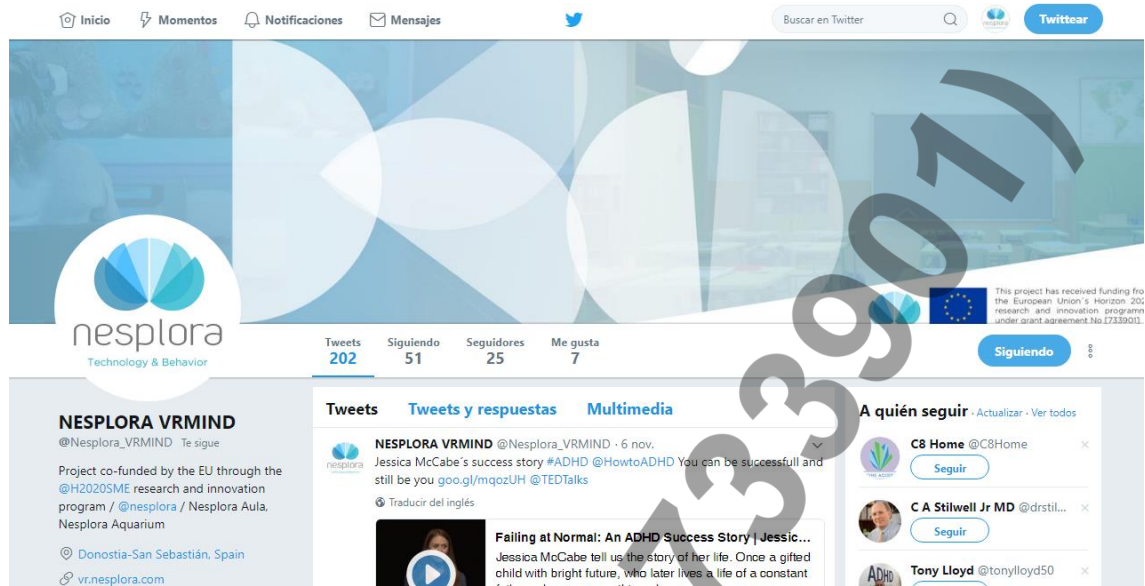 Inicio Momentos Notificaciones Mensajes Buscar en Twitter nesplora Twittear
nesplora
Technology & Behavior
This project has received funding fro
the European Union´s Horizon 202
research and innovation programm
under grant agreement No [733901].
Tweets Siguiendo Seguidores Me gusta
202 51 25 7
Siguiendo
NESPLORA VRMIND
@Nesplora_VRMIND Te sigue
Project co-funded by the EU through the
@H2020SME research and innovation
program / @nesplora / Nesplora Aula,
Nesplora Aquarium
Donostia-San Sebastián, Spain
vr.nesplora.com
Tweets Tweets y respuestas Multimedia
nesplora
NESPLORA VRMIND @Nesplora_VRMIND · 6 nov.
Jessica McCabe´s success story #ADHD @HowtoADHD You can be successfull and
still be you goo.gl/mqozUH @TEDTalks
Traducir del inglés
Failing at Normal: An ADHD Success Story | Jessic...
Jessica McCabe tell us the story of her life. Once a gifted
child with bright future, who later lives a life of a constant
A quién seguir · Actualizar · Ver todos
C8 Home @C8Home
Seguir
C A Stilwell Jr MD @drstil...
Seguir
ADHD
Tony Lloyd @tonylloyd50
733901)